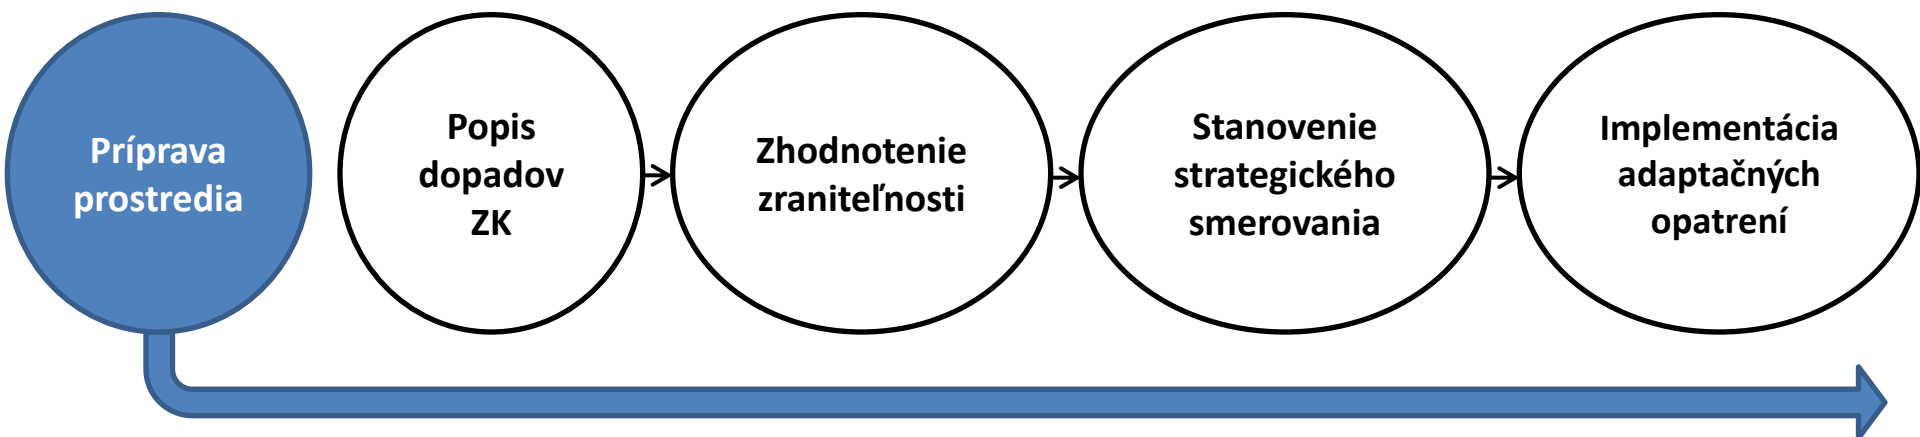 Príprava
prostredia
Popis
dopadov
ZK
Zhodnotenie
zraniteľnosti
Stanovenie
strategického
smerovania
Implementácia
adaptačných
opatrení